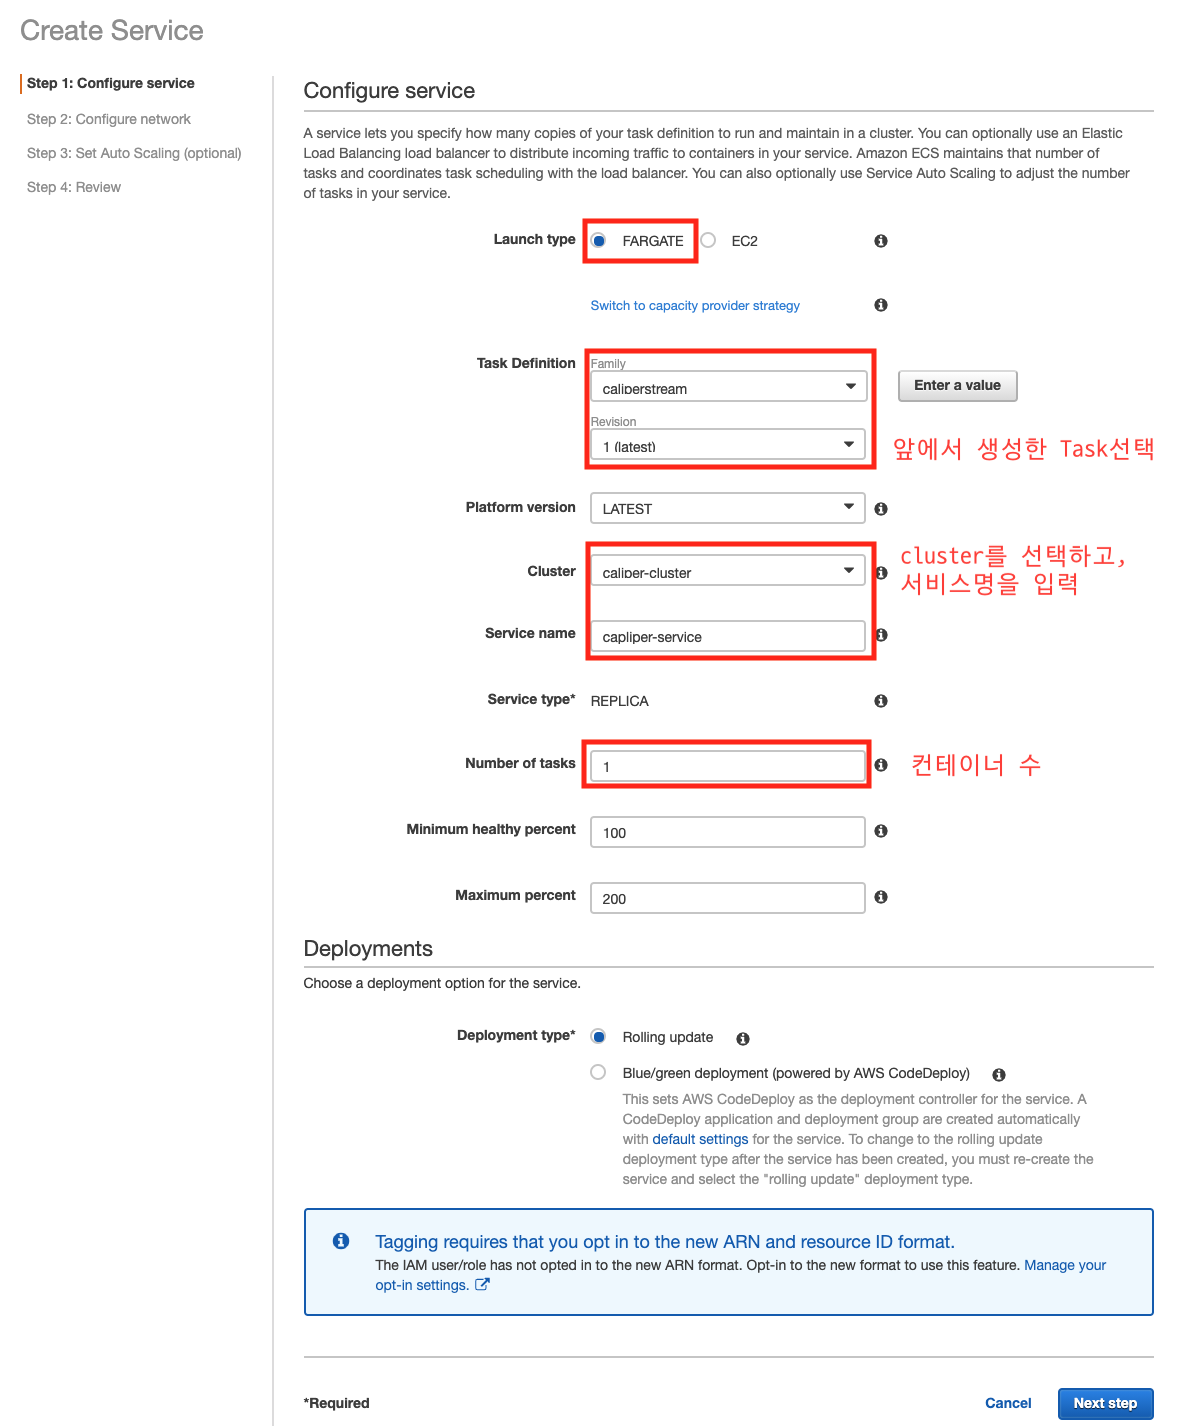 Create Service
Step 1: Configure service
Step 2: Configure network
Step 3: Set Auto Scaling (optional)
Step 4: Review
Configure service
A service lets you specify how many copies of your task definition to run and maintain in a cluster. You can optionally use an Elastic
Load Balancing load balancer to distribute incoming traffic to containers in your service. Amazon ECS maintains that number of
tasks and coordinates task scheduling with the load balancer. You can also optionally use Service Auto Scaling to adjust the number
of tasks in your service.
Launch type FARGATE EC2
Switch to capacity provider strategy
Task Definition Family
caliperstream Enter a value
Revision
1 (latest) 앞에서 생성한 Task선택
Platform version LATEST
Cluster caliper-cluster cluster를 선택하고,
서비스명을 입력
Service name capliper-service
Service type* REPLICA
Number of tasks 1 컨테이너 수
Minimum healthy percent 100
Maximum percent 200
Deployments
Choose a deployment option for the service.
Deployment type* Rolling update
Blue/green deployment (powered by AWS CodeDeploy)
This sets AWS CodeDeploy as the deployment controller for the service. A
CodeDeploy application and deployment group are created automatically
with default settings for the service. To change to the rolling update
deployment type after the service has been created, you must re-create the
service and select the "rolling update" deployment type.
Tagging requires that you opt in to the new ARN and resource ID format.
The IAM user/role has not opted in to the new ARN format. Opt-in to the new format to use this feature. Manage your
opt-in settings.
*Required Cancel Next step